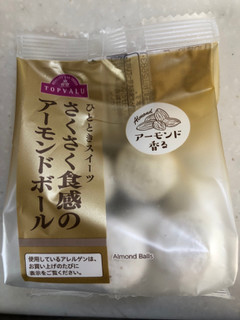 TOPVALU
ひとときスイーツ
さくさく食感の
アーモンドボール
Almond
アーモンド
香る
Almond Balls
使用しているアレルゲンは、
お買い上げのたびに
表示をご覧ください。